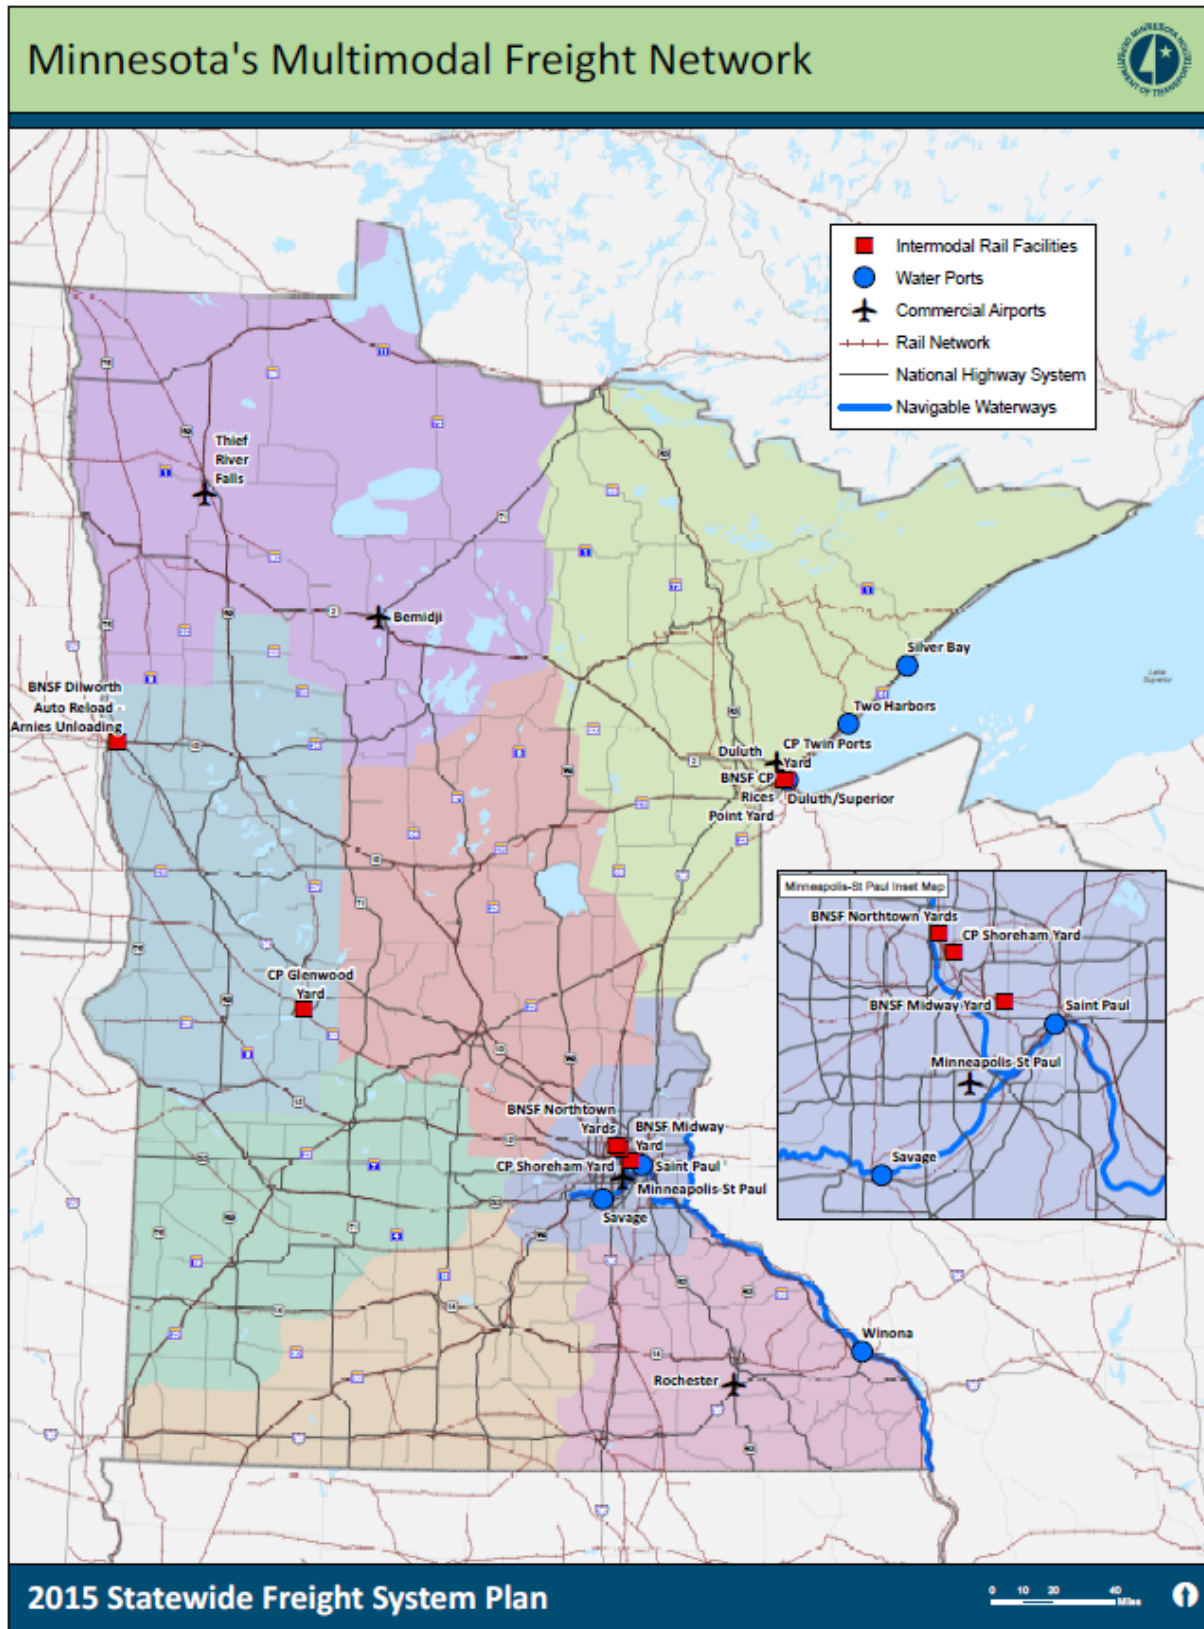 Minnesota's Multimodal Freight Network
Intermodal Rail Facilities
Water Ports
Commercial Airports
Rail Network
National Highway System
Navigable Waterways
Thief
River
Falls
Bemidji
BNSF Dilworth
Auto Reload -
Arnies Unloading
Silver Bay
Lake
Superior
Two Harbors
Duluth
CP Twin Ports
Yard
BNSF CP
Rices
Point Yard
Duluth/Superior
CP Glenwood
Yard
BNSF Northtown
Yards
BNSF Midway
Yard
CP Shoreham Yard
Saint Paul
Minneapolis-St Paul
Savage
Winona
Rochester
Minneapolis-St Paul Inset Map
BNSF Northtown Yards
CP Shoreham Yard
BNSF Midway Yard
Saint Paul
Minneapolis-St Paul
Savage
2015 Statewide Freight System Plan
0 10 20 40
Miles